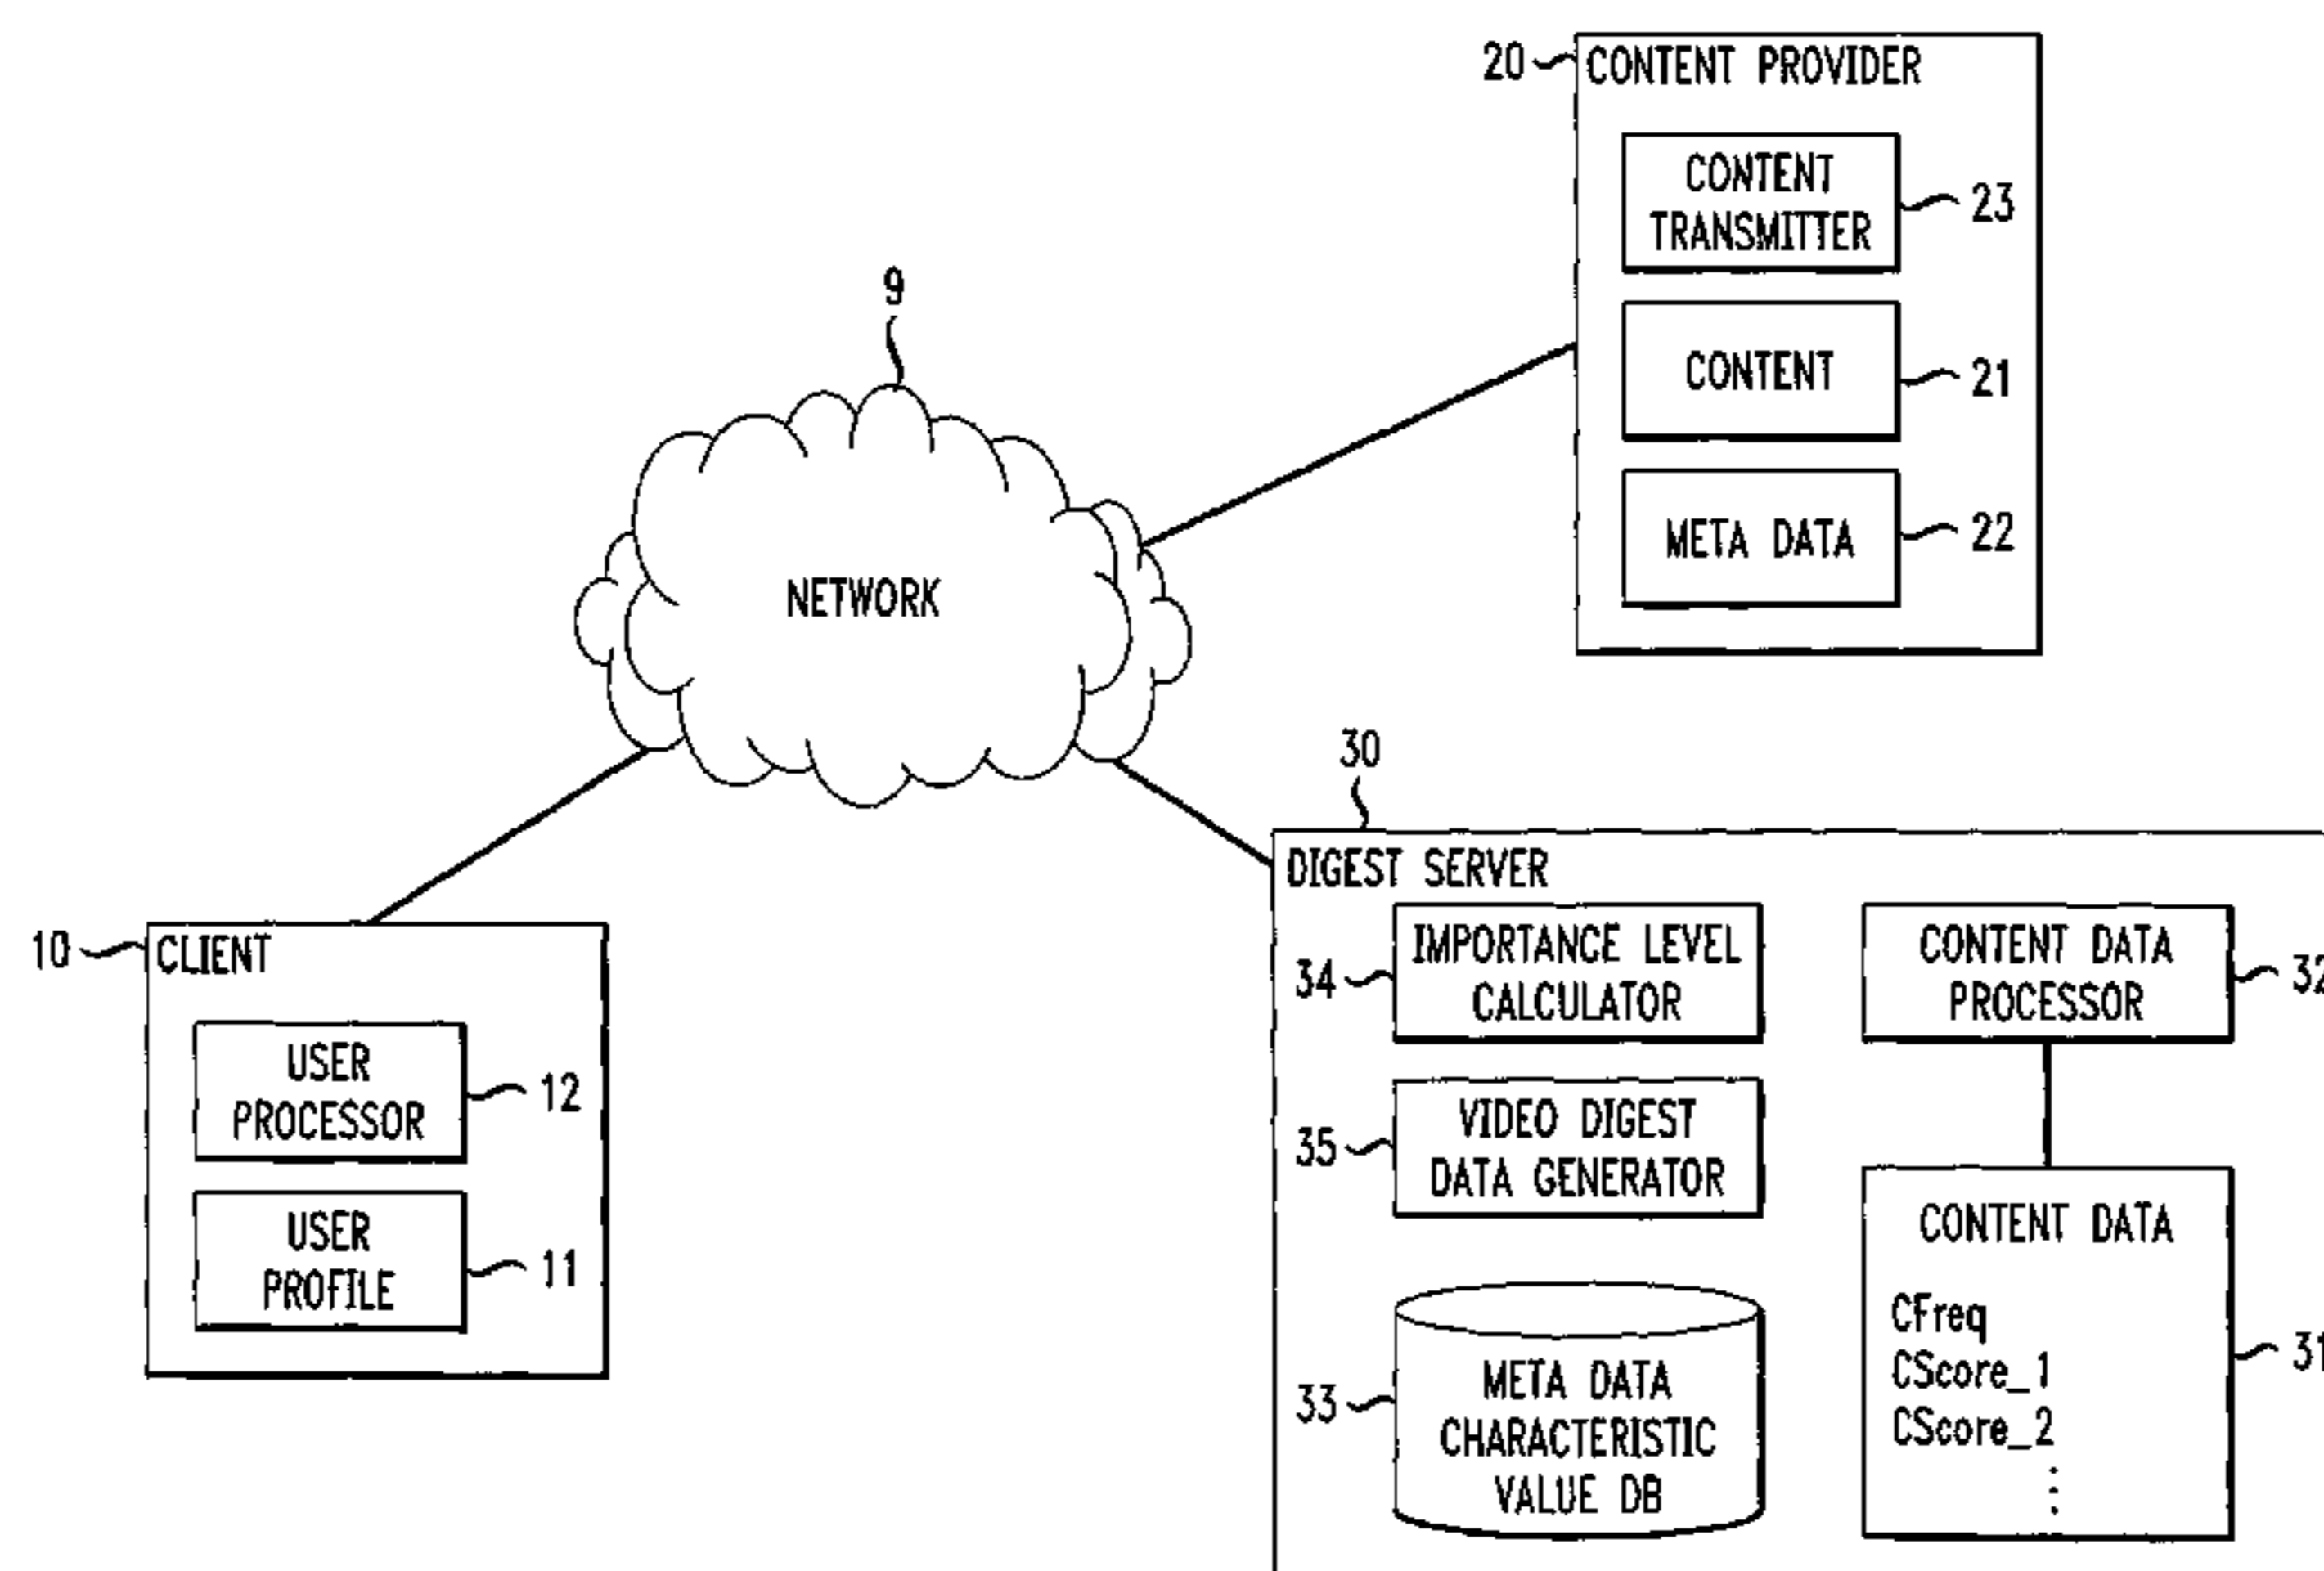 20
CONTENT PROVIDER
CONTENT
TRANSMITTER
23
CONTENT
21
META DATA
22
9
NETWORK
30
DIGEST SERVER
IMPORTANCE LEVEL
CALCULATOR
34
CONTENT DATA
PROCESSOR
32
VIDEO DIGEST
DATA GENERATOR
35
CONTENT DATA
CFreq
CScore_1
CScore_2
31
META DATA
CHARACTERISTIC
VALUE DB
33
10
CLIENT
USER
PROCESSOR
12
USER
PROFILE
11